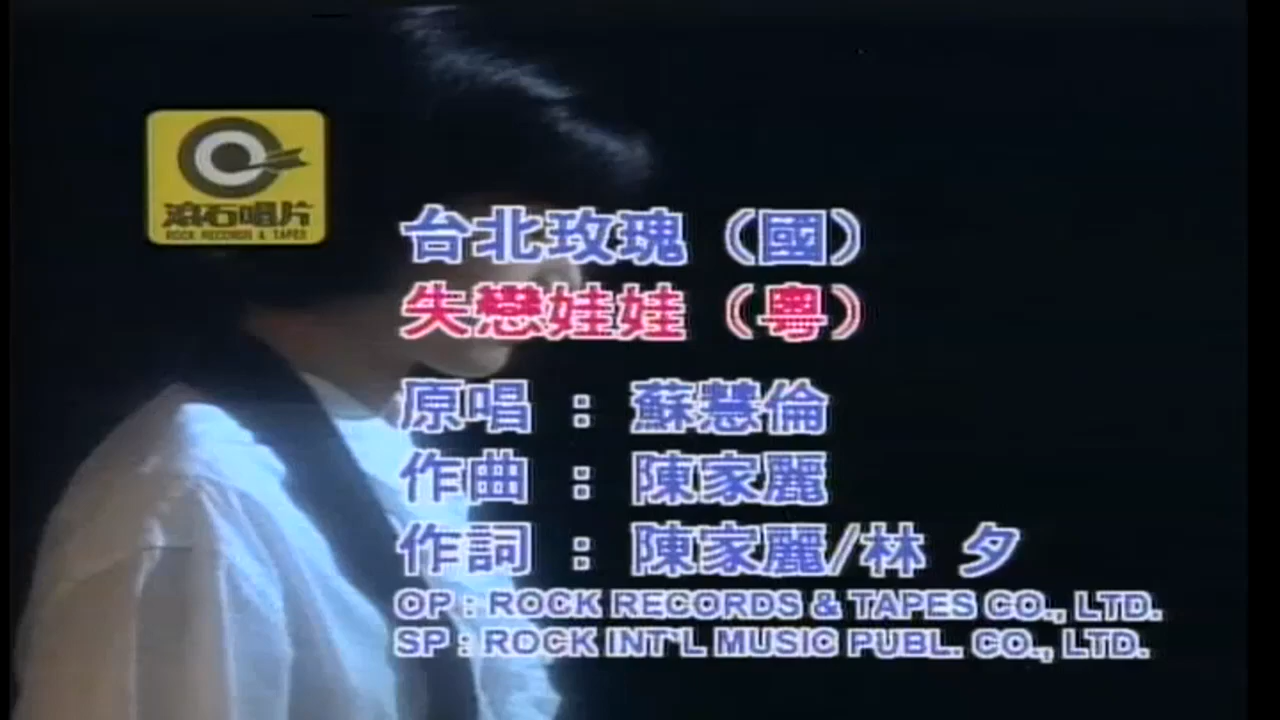 滾石唱片
ROCK RECORDS & TAPES
台北玫瑰（國）
失戀娃娃（粵）
原唱：蘇慧倫
作曲：陳家麗
作詞：陳家麗/林 夕
OP : ROCK RECORDS & TAPES CO., LTD.
SP : ROCK INT'L MUSIC PUBL. CO., LTD.